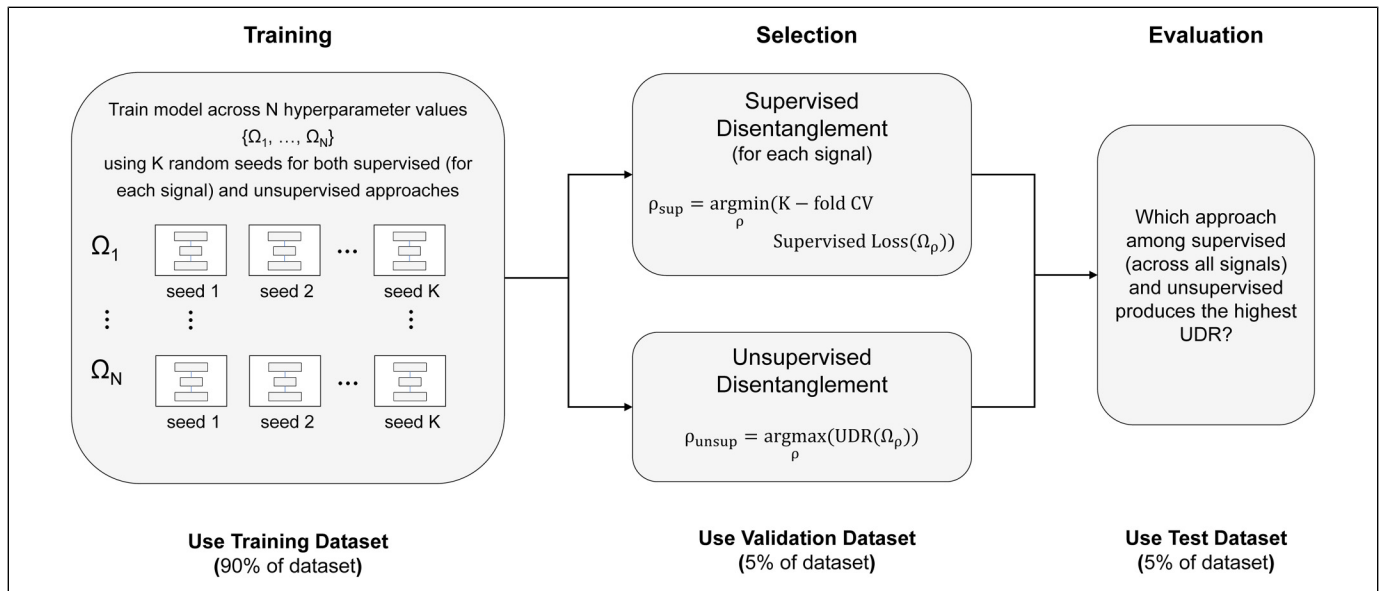 Training
Train model across N hyperparameter values
{Ω1, …, ΩN}
using K random seeds for both supervised (for
each signal) and unsupervised approaches
Ω1
seed 1 seed 2 ... seed K
⋮ ⋮ ⋮
ΩN
seed 1 seed 2 ... seed K
Use Training Dataset
(90% of dataset)
Selection
Supervised
Disentanglement
(for each signal)
ρsup = argmin(K − fold CV
ρ
Supervised Loss(Ωρ))
Unsupervised
Disentanglement
ρunsup = argmax(UDR(Ωρ))
ρ
Use Validation Dataset
(5% of dataset)
Evaluation
Which approach
among supervised
(across all signals)
and unsupervised
produces the highest
UDR?
Use Test Dataset
(5% of dataset)